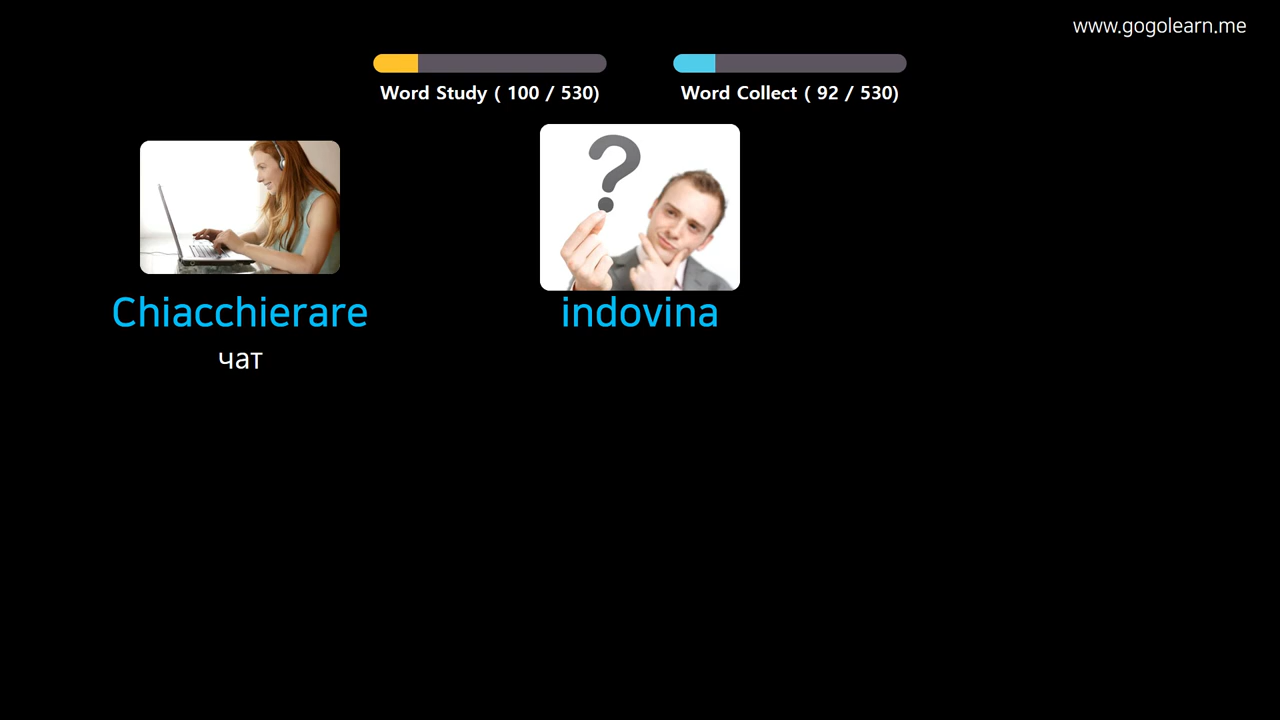 www.gogolearn.me
Word Study ( 100 / 530)
Word Collect ( 92 / 530)
Chiacchierare
чат
indovina